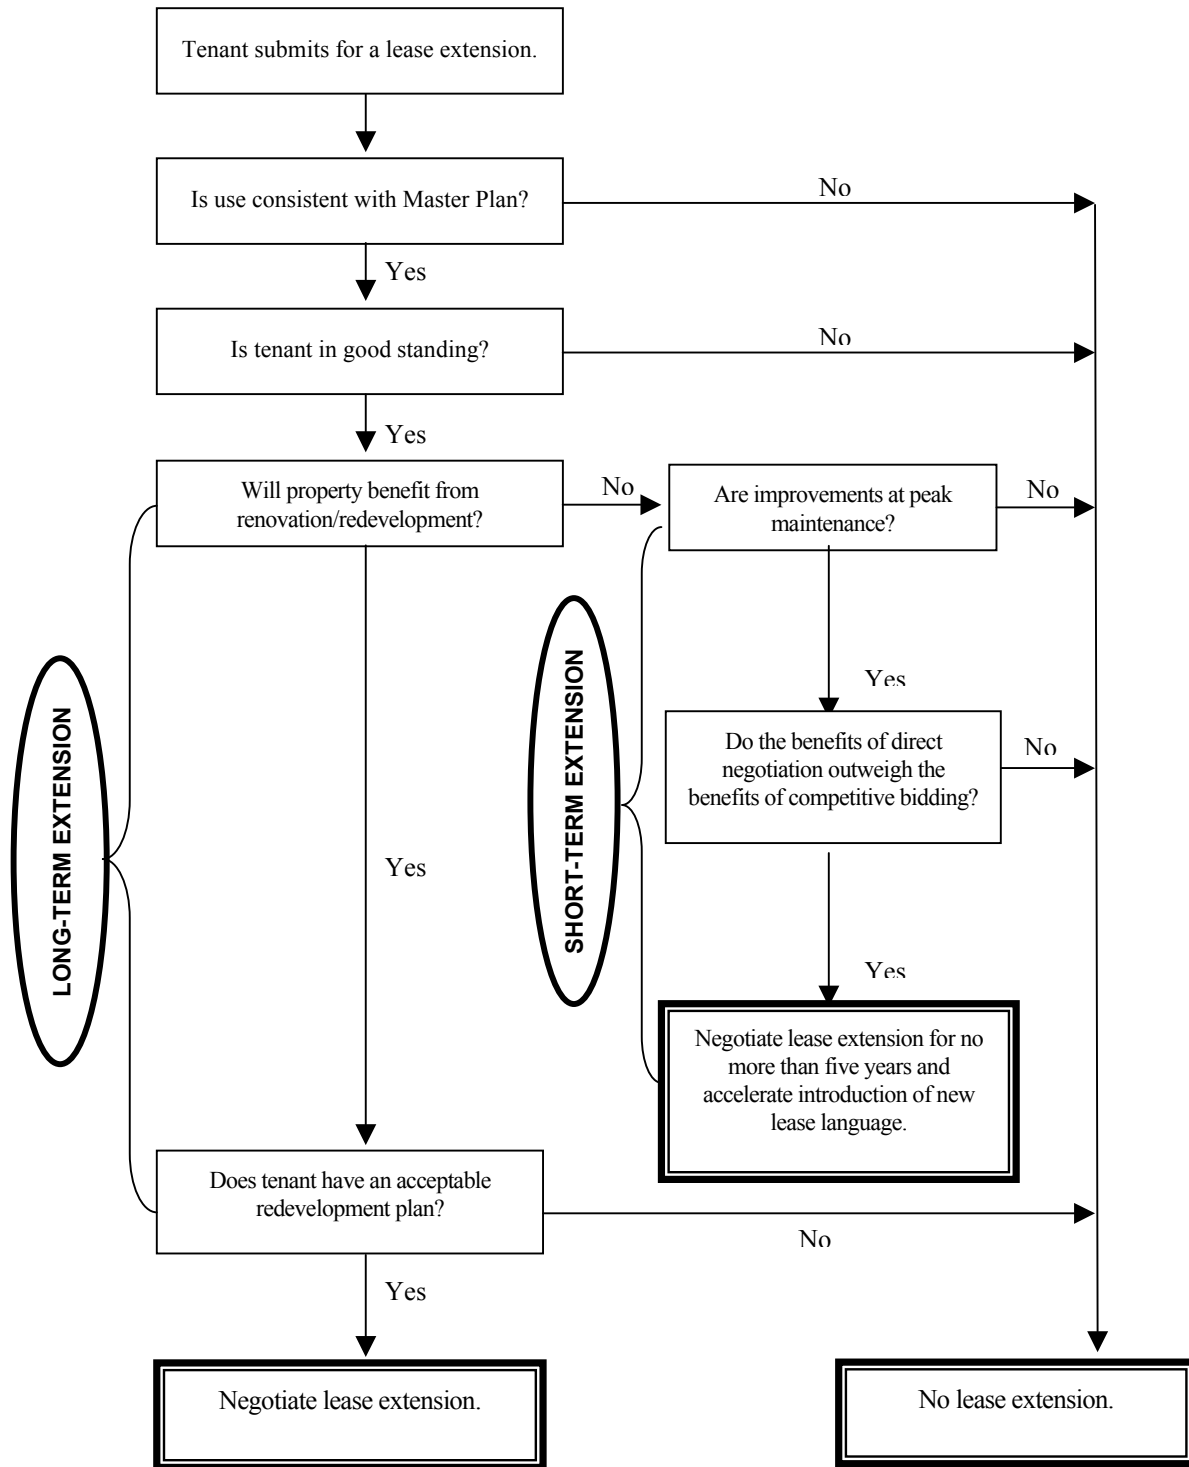 Tenant submits for a lease extension.
Is use consistent with Master Plan?
No
Yes
Is tenant in good standing?
No
Yes
Will property benefit from
renovation/redevelopment?
No
Are improvements at peak
maintenance?
No
Yes
Do the benefits of direct
negotiation outweigh the
benefits of competitive bidding?
No
LONG-TERM EXTENSION
SHORT-TERM EXTENSION
Yes
Yes
Negotiate lease extension for no
more than five years and
accelerate introduction of new
lease language.
Does tenant have an acceptable
redevelopment plan?
No
Yes
Negotiate lease extension.
No lease extension.